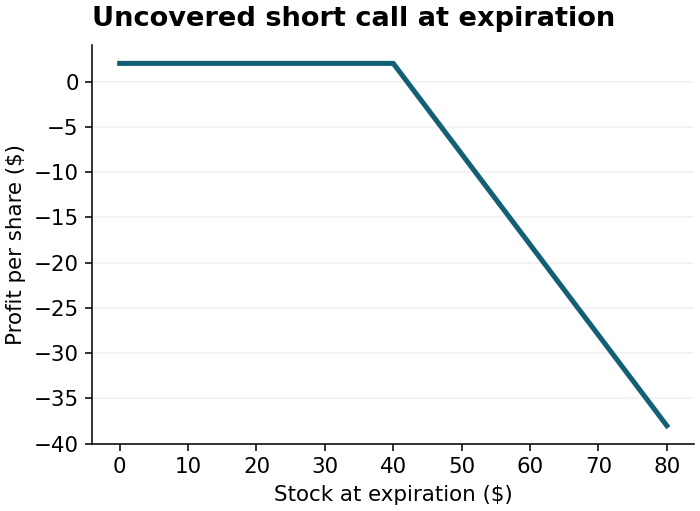 Uncovered short call at expiration
Profit per share ($)
0
−5
−10
−15
−20
−25
−30
−35
−40
0 10 20 30 40 50 60 70 80
Stock at expiration ($)